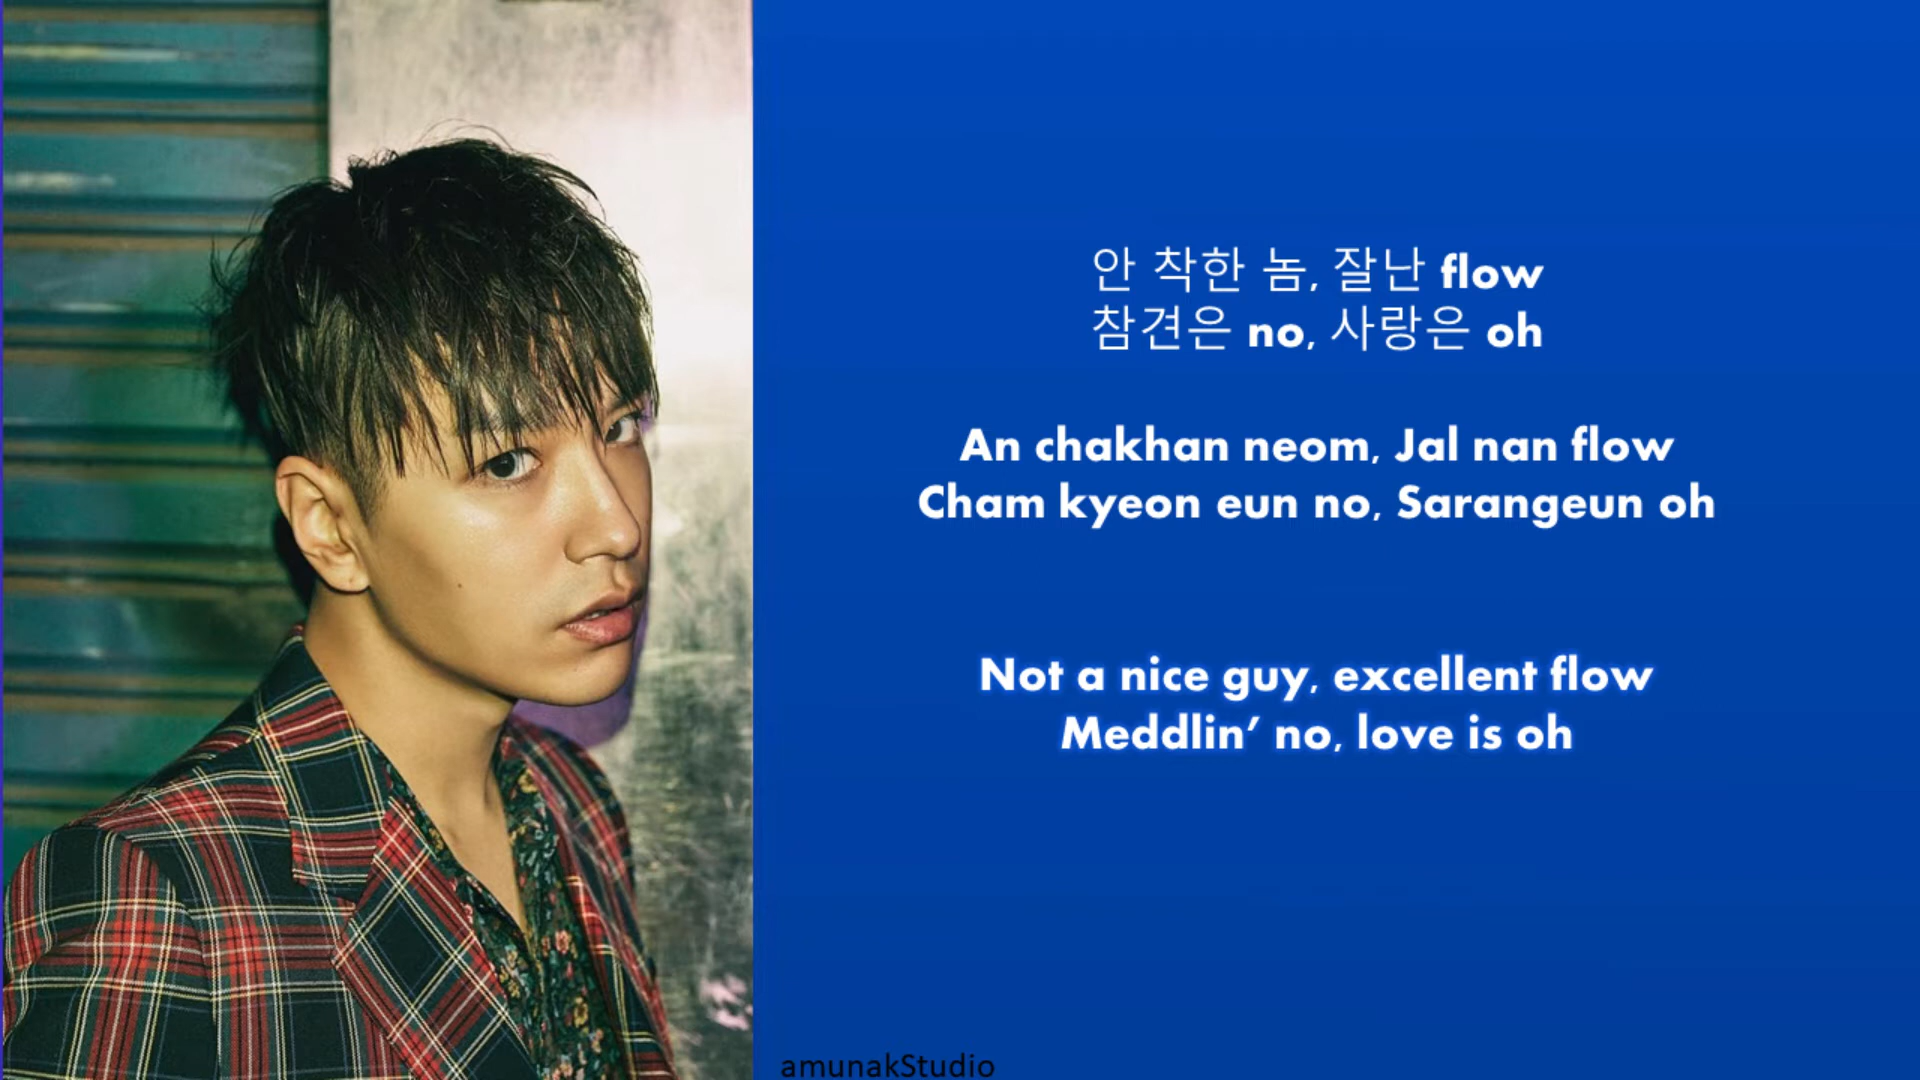 안 착한 놈, 잘난 flow
참견은 no, 사랑은 oh
An chakhan neom, Jal nan flow
Cham kyeon eun no, Sarangeun oh
Not a nice guy, excellent flow
Meddlin’ no, love is oh
amunakStudio